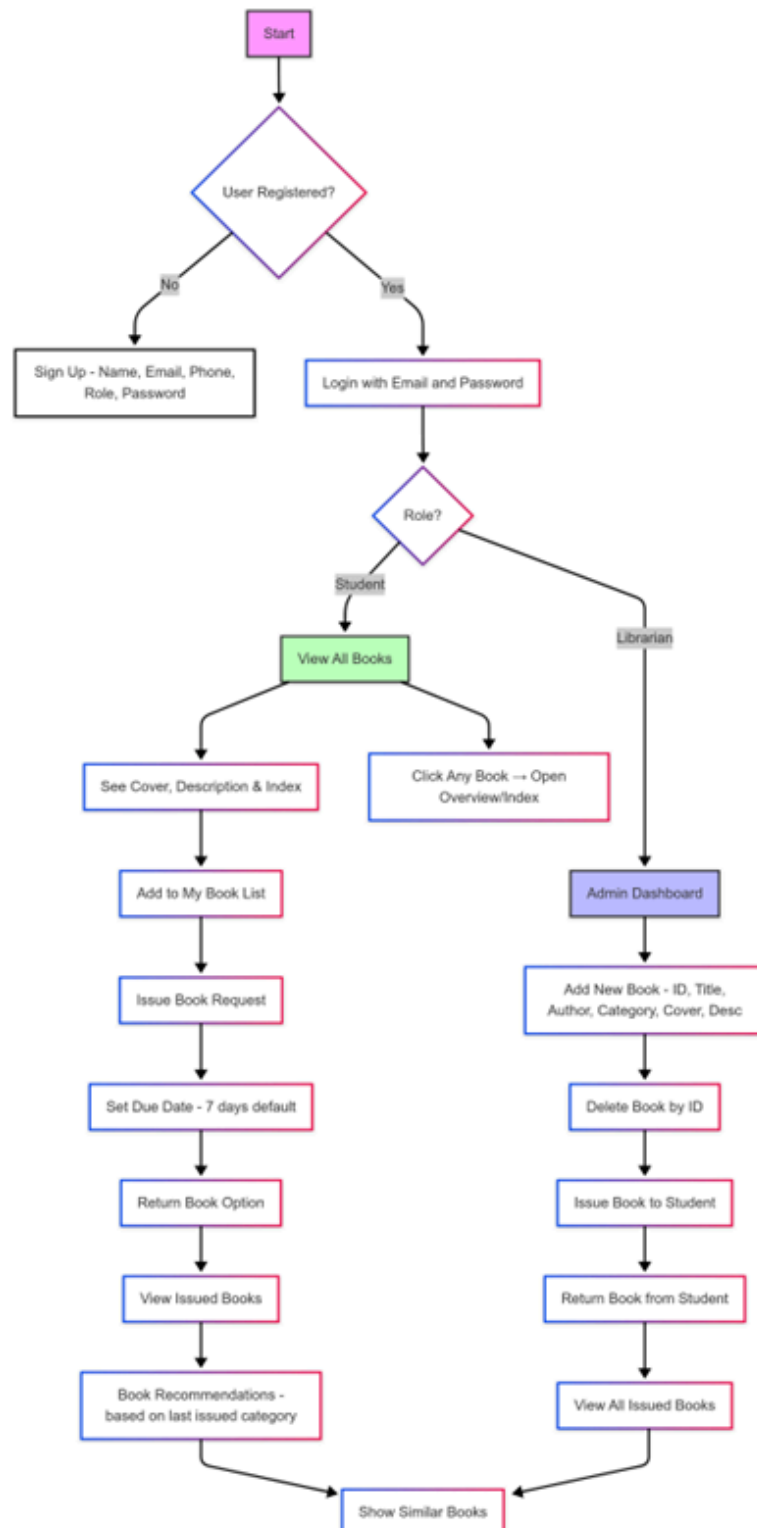 Start
User Registered?
No
Yes
Sign Up - Name, Email, Phone,
Role, Password
Login with Email and Password
Role?
Student
Librarian
View All Books
See Cover, Description & Index
Click Any Book → Open
Overview/Index
Add to My Book List
Admin Dashboard
Issue Book Request
Add New Book - ID, Title,
Author, Category, Cover, Desc
Set Due Date - 7 days default
Delete Book by ID
Return Book Option
Issue Book to Student
View Issued Books
Return Book from Student
Book Recommendations -
based on last issued category
View All Issued Books
Show Similar Books